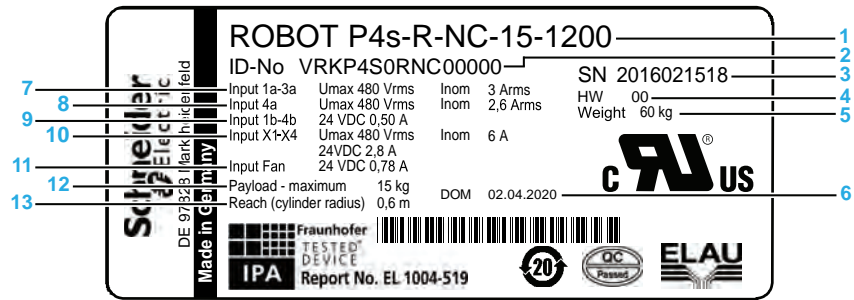 ROBOT P4s-R-NC-15-1200
1
ID-No VRKP4S0RNC00000
2
SN 2016021518
3
7
Input 1a-3a Umax 480 Vrms Inom 3 Arms
HW 00
4
8
Input 4a Umax 480 Vrms Inom 2,6 Arms
Weight 60 kg
5
9
Input 1b-4b 24 VDC 0,50 A
10
Input X1-X4 Umax 480 Vrms Inom 6 A
24VDC 2,8 A
11
Input Fan 24 VDC 0,78 A
12
Payload - maximum 15 kg
13
Reach (cylinder radius) 0,6 m
DOM 02.04.2020
6
C RU ® US
Schneider
Electric
DE 97828 Marktheidenfeld
Made in Germany
Fraunhofer
TESTED®
DEVICE
IPA
Report No. EL 1004-519
20
QC
Passed
ELAU